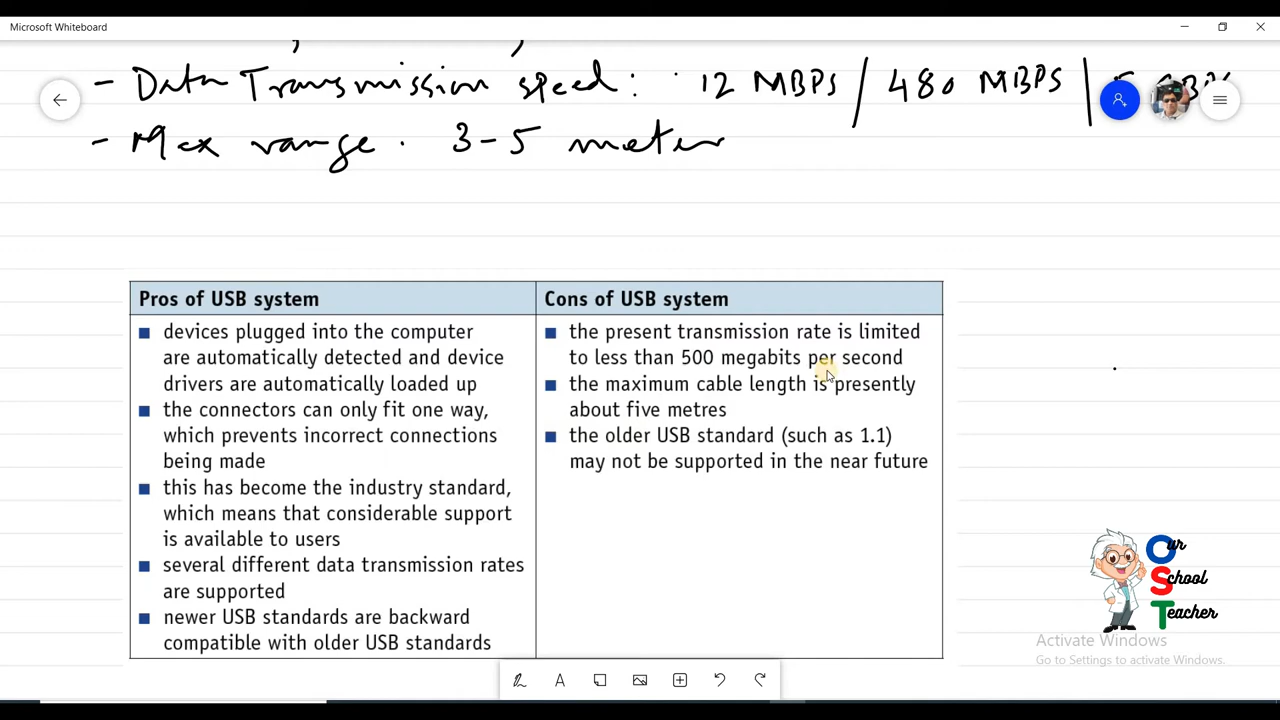 Microsoft Whiteboard
- Data Transmission speed: 12 MBPS / 480 MBPS |
- Max range. 3-5 meter
Pros of USB system
devices plugged into the computer
are automatically detected and device
drivers are automatically loaded up
the connectors can only fit one way,
which prevents incorrect connections
being made
this has become the industry standard,
which means that considerable support
is available to users
several different data transmission rates
are supported
newer USB standards are backward
compatible with older USB standards
Cons of USB system
the present transmission rate is limited
to less than 500 megabits per second
the maximum cable length is presently
about five metres
the older USB standard (such as 1.1)
may not be supported in the near future
Our
School
Teacher
Activate Windows
Go to Settings to activate Windows.